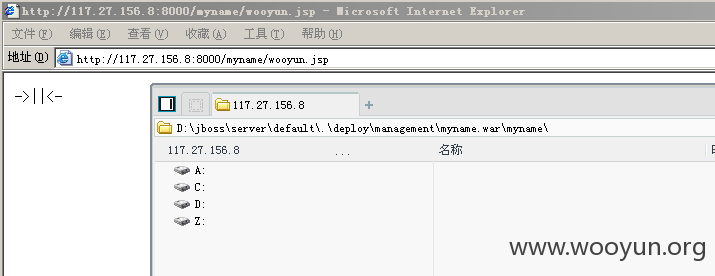 http://117.27.156.8:8000/myname/wooyun.jsp - Microsoft Internet Explorer
文件(F) 编辑(E) 查看(V) 收藏(A) 工具(T) 帮助(H)
地址(D) http://117.27.156.8:8000/myname/wooyun.jsp
->||<-
117.27.156.8 +
D:\jboss\server\default\.\deploy\management\myname.war\myname\
117.27.156.8 ... 名称
A:
C:
D:
Z:
www.wooyun.org